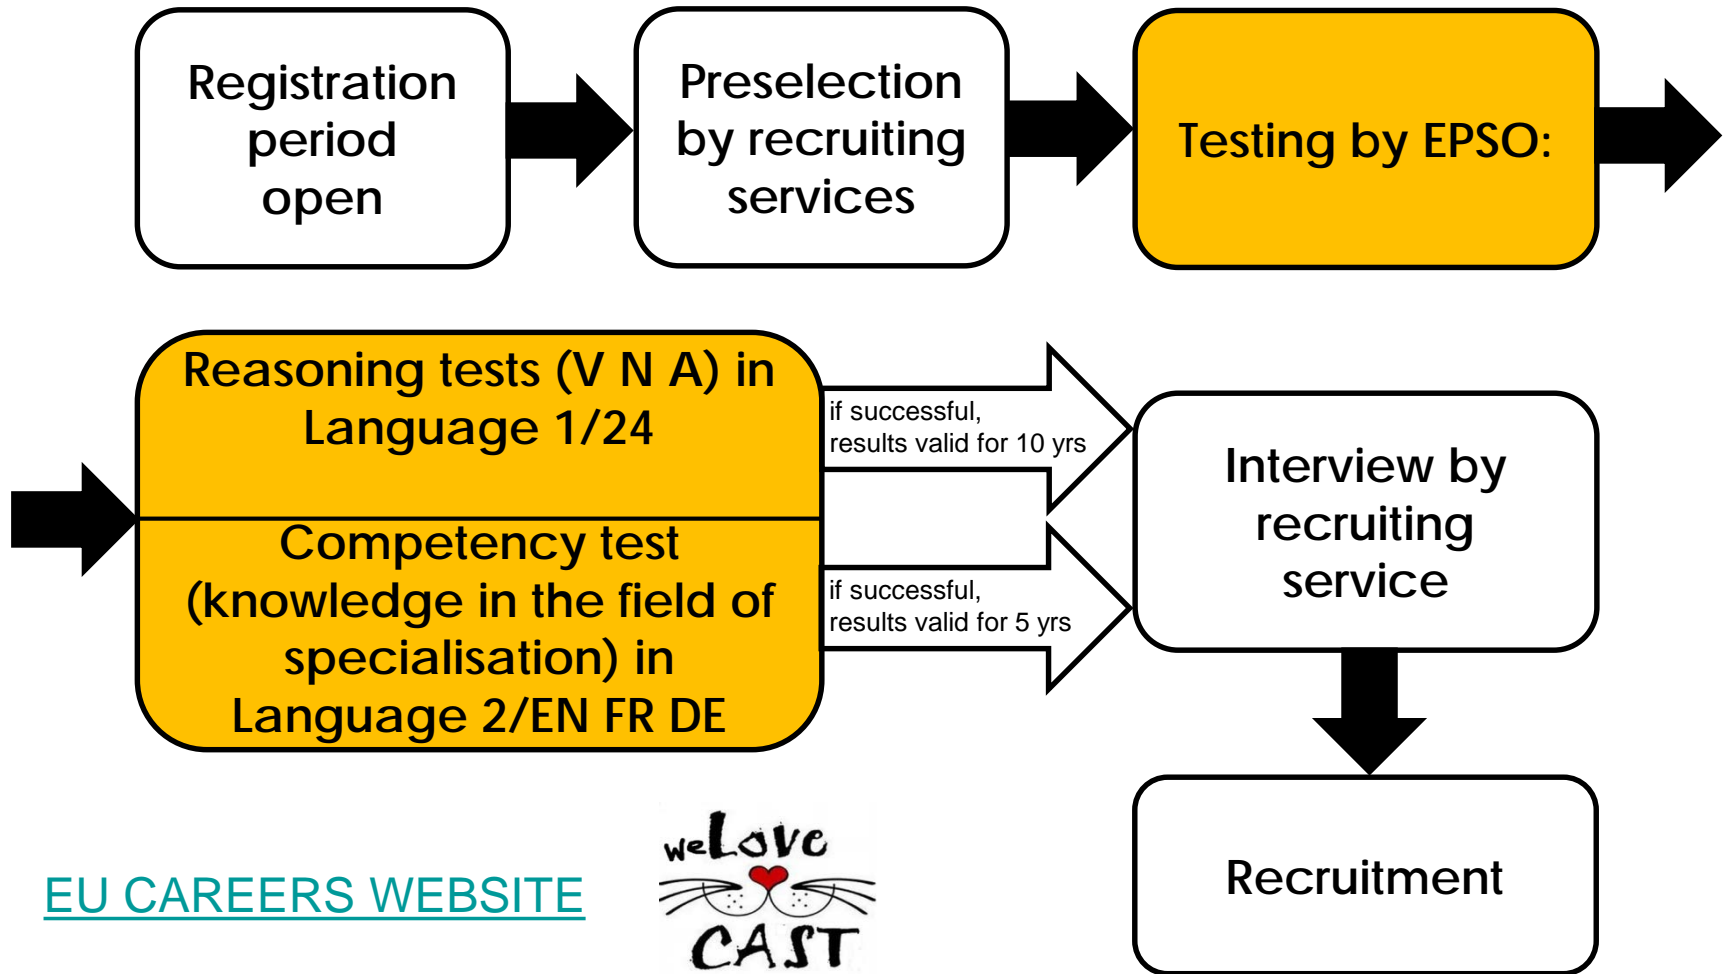 Registration
period
open
Preselection
by recruiting
services
Testing by EPSO:
Reasoning tests (V N A) in
Language 1/24
Competency test
(knowledge in the field of
specialisation) in
Language 2/EN FR DE
if successful,
results valid for 10 yrs
if successful,
results valid for 5 yrs
Interview by
recruiting
service
Recruitment
EU CAREERS WEBSITE
we Love
CAST